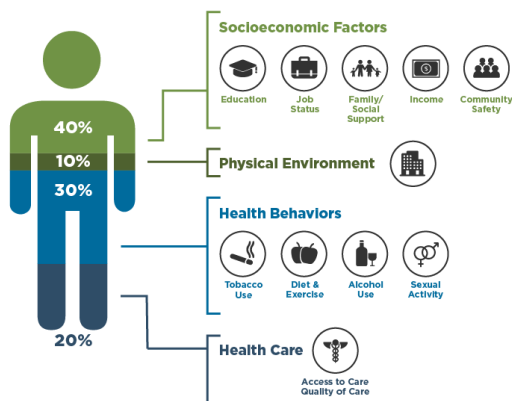 Socioeconomic Factors
Education
Job
Status
Family/
Social
Support
Income
Community
Safety
40%
10%
Physical Environment
30%
Health Behaviors
Tobacco
Use
Diet &
Exercise
Alcohol
Use
Sexual
Activity
20%
Health Care
Access to Care
Quality of Care